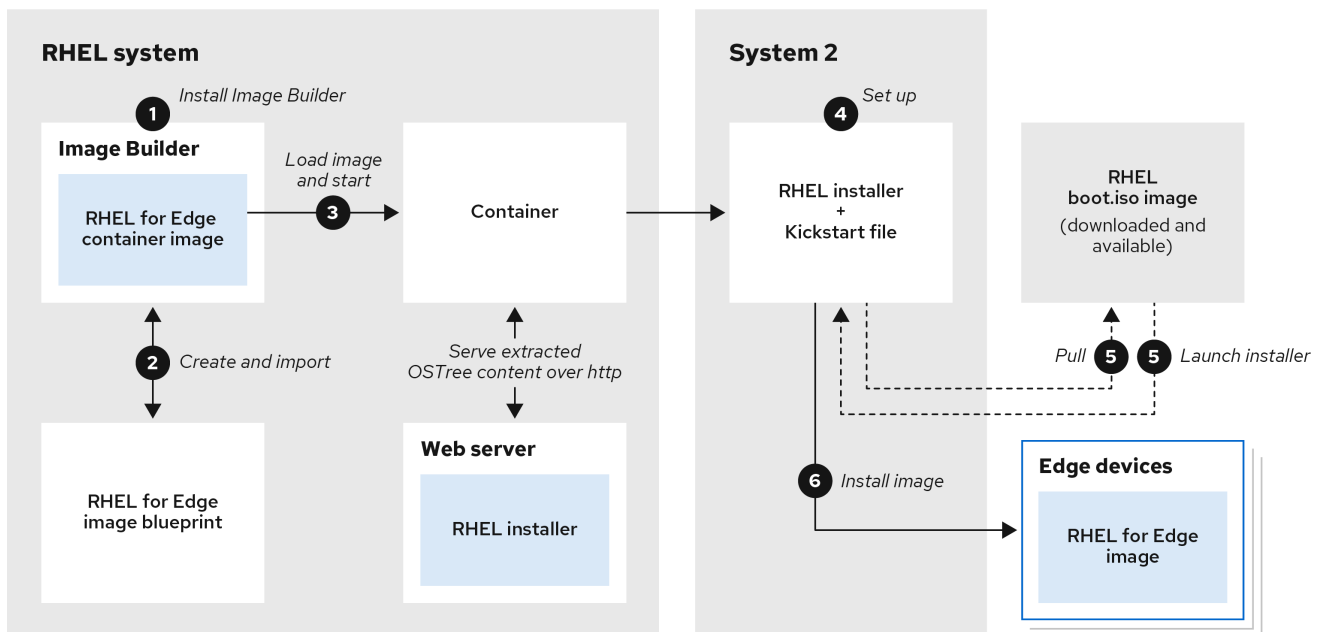 RHEL system
1
Install Image Builder
Image Builder
RHEL for Edge
container image
Load image
and start
3
Container
2
Create and import
Serve extracted
OSTree content over http
RHEL for Edge
image blueprint
Web server
RHEL installer
System 2
4
Set up
RHEL installer
+
Kickstart file
RHEL
boot.iso image
(downloaded and
available)
Pull
5
5
Launch installer
6
Install image
Edge devices
RHEL for Edge
image